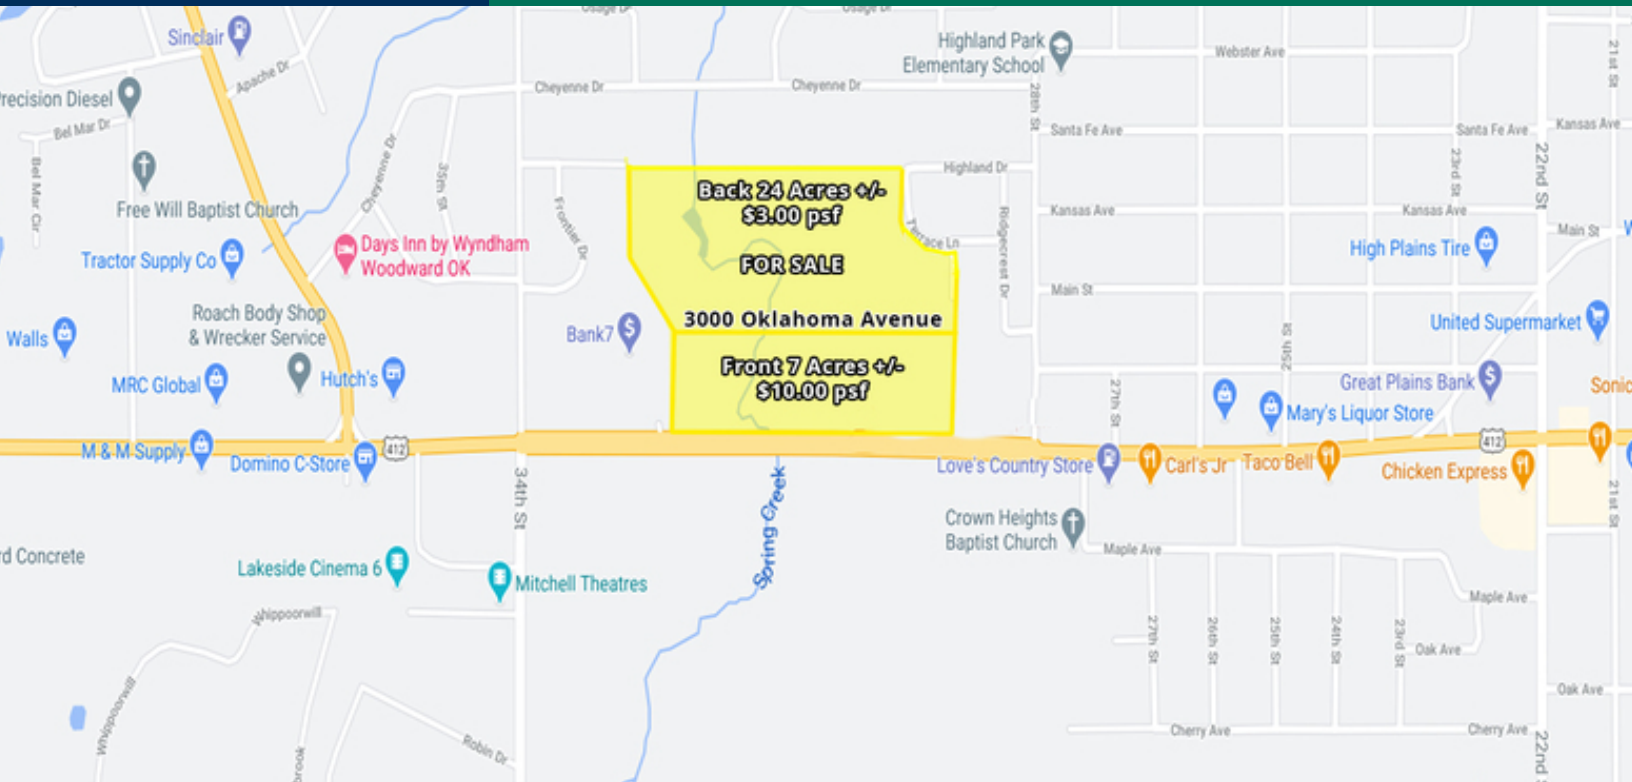 Osage Dr
Osage Dr
Sinclair
Highland Park
Elementary School
Webster Ave
21st St
Apache Dr
Cheyenne Dr
Cheyenne Dr
Precision Diesel
28th St
Bel Mar Dr
Santa Fe Ave
Santa Fe Ave
Kansas Ave
Bel Mar Cir
Cheyenne Dr
35th St
Highland Dr
23rd St
22nd St
Back 24 Acres +/-
$3.00 psf
Free Will Baptist Church
Frontier Dr
Terrace Ln
Ridgecrest Dr
Kansas Ave
Kansas Ave
Main St
Days Inn by Wyndham
Woodward OK
Tractor Supply Co
FOR SALE
High Plains Tire
Main St
Roach Body Shop
& Wrecker Service
3000 Oklahoma Avenue
United Supermarket
Walls
Bank7
25th St
Front 7 Acres +/-
$10.00 psf
MRC Global
Hutch's
27th St
Great Plains Bank
Sonic
Mary's Liquor Store
M & M Supply
412
412
Domino C-Store
Love's Country Store
Carl's Jr
Taco Bell
Chicken Express
34th St
Spring Creek
21st St
Crown Heights
Baptist Church
Maple Ave
rd Concrete
Lakeside Cinema 6
Mitchell Theatres
Maple Ave
Whippoorwill
27th St
26th St
25th St
24th St
23rd St
Oak Ave
Oak Ave
Whippoorwill
Robin Dr
Cherry Ave
Cherry Ave
22nd
brook